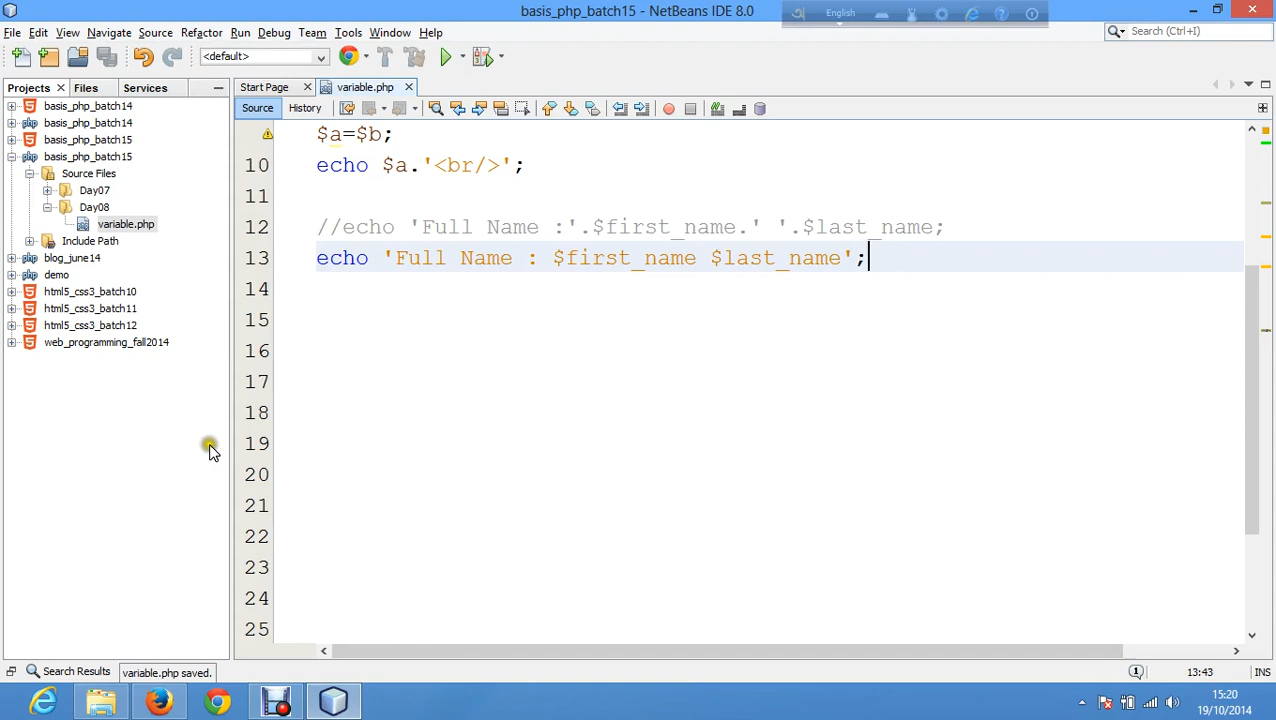 basis_php_batch15 - NetBeans IDE 8.0
English
File Edit View Navigate Source Refactor Run Debug Team Tools Window Help
Search (Ctrl+I)
<default>
Projects Files Services
Start Page variable.php
Source History
basis_php_batch14
basis_php_batch14
basis_php_batch15
basis_php_batch15
Source Files
Day07
Day08
variable.php
Include Path
blog_june14
demo
html5_css3_batch10
html5_css3_batch11
html5_css3_batch12
web_programming_fall2014
$a=$b;
10 echo $a.'<br/>';
11
12 //echo 'Full Name :'.$first_name.' '.$last_name;
13 echo 'Full Name : $first_name $last_name';
14
15
16
17
18
19
20
21
22
23
24
25
Search Results variable.php saved.
1 13:43 INS
15:20
19/10/2014